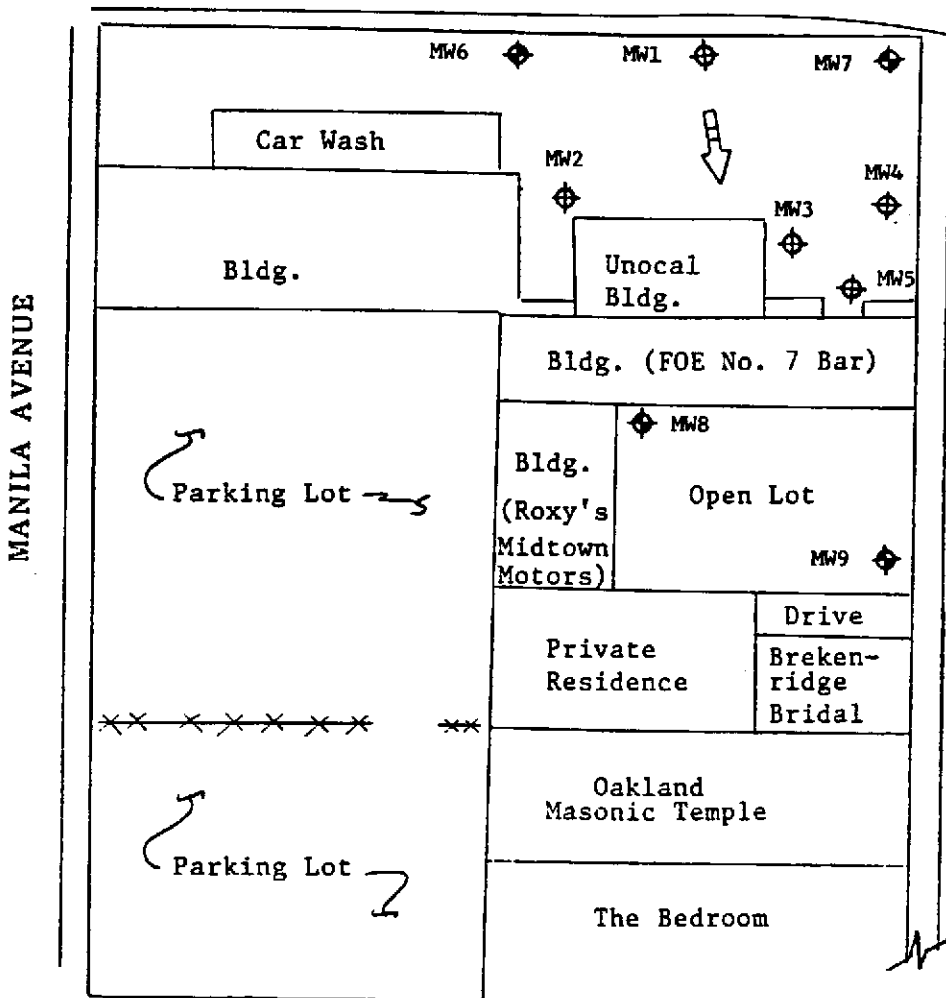 MW6
MW1
MW7
Car Wash
MW2
MW4
MW3
Bldg.
Unocal
Bldg.
MW5
MANILA AVENUE
Bldg. (FOE No. 7 Bar)
MW8
Bldg.
(Roxy's
Midtown
Motors)
Open Lot
Parking Lot
MW9
Drive
Private
Residence
Breken-
ridge
Bridal
Oakland
Masonic Temple
Parking Lot
The Bedroom